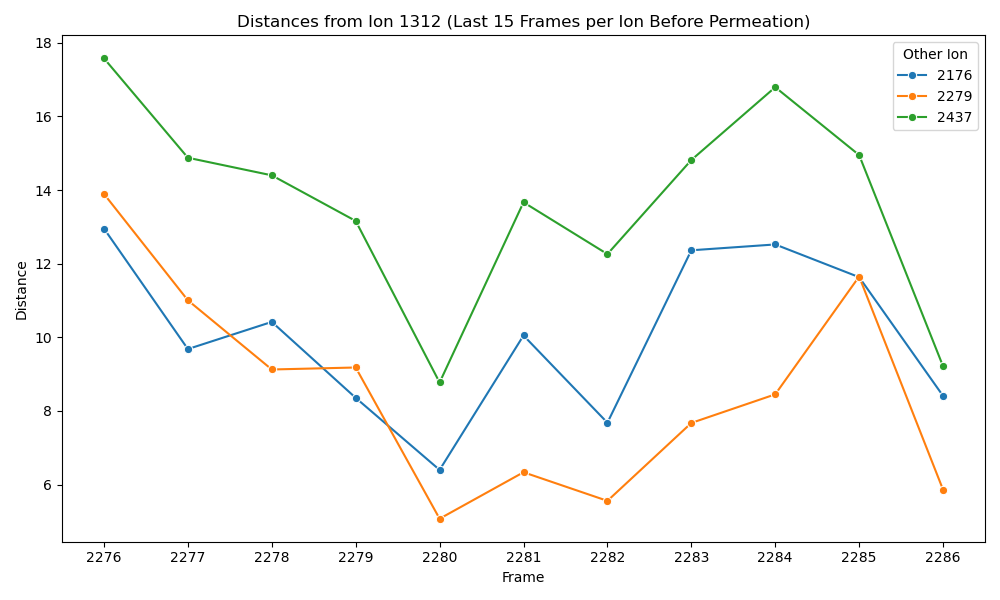 Distances from Ion 1312 (Last 15 Frames per Ion Before Permeation)
Other Ion
2176
2279
2437
Distance
18
16
14
12
10
8
6
2276 2277 2278 2279 2280 2281 2282 2283 2284 2285 2286
Frame